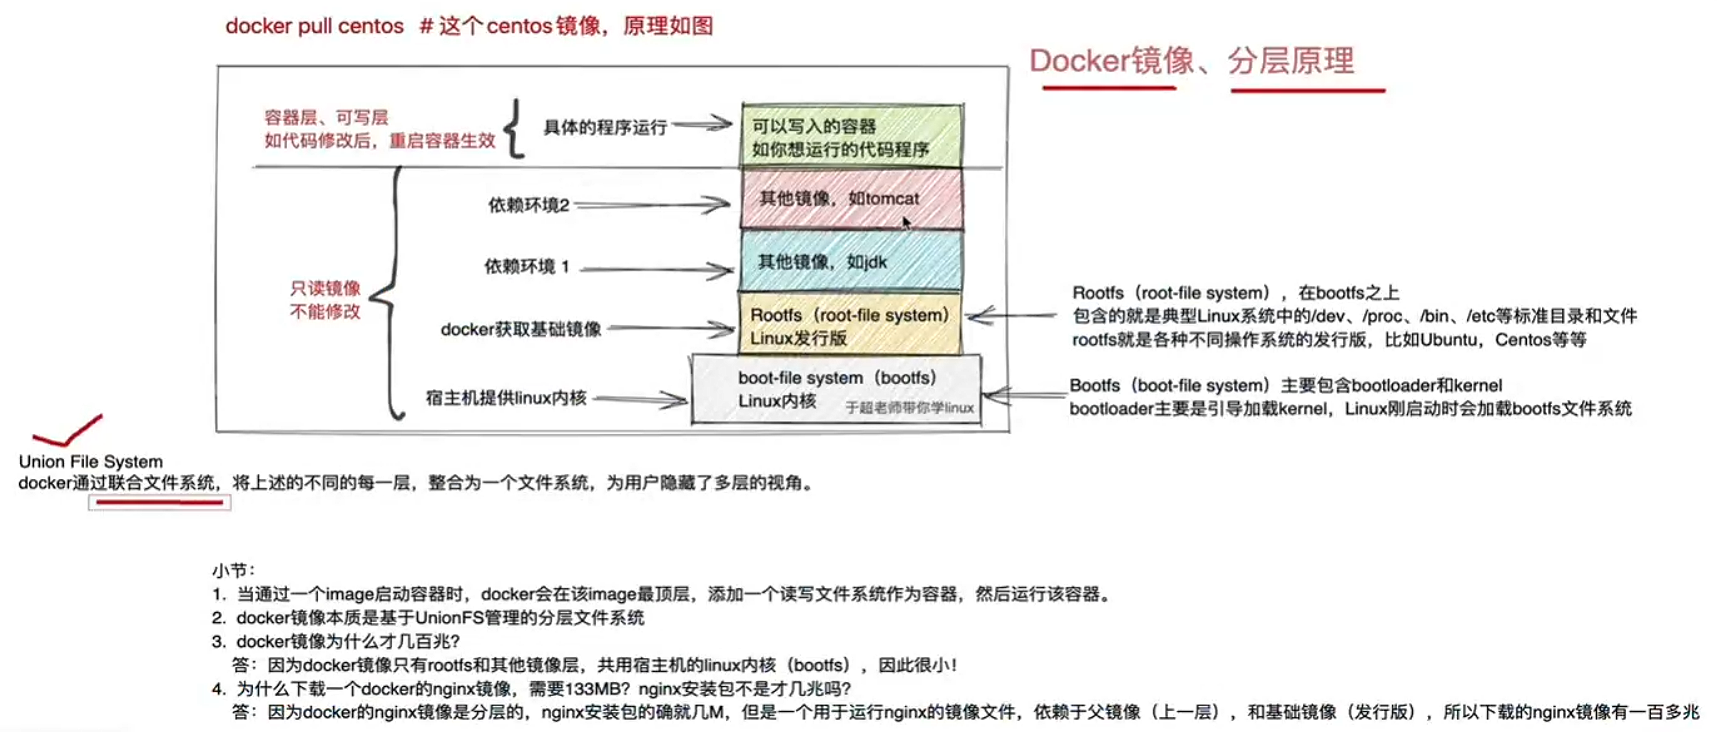 docker pull centos # 这个centos镜像，原理如图
Docker镜像、分层原理
容器层、可写层
如代码修改后，重启容器生效
具体的程序运行
可以写入的容器
如你想运行的代码程序
依赖环境2
其他镜像，如tomcat
依赖环境 1
其他镜像，如jdk
只读镜像
不能修改
docker获取基础镜像
Rootfs（root-file system）
Linux发行版
Rootfs（root-file system），在bootfs之上
包含的就是典型Linux系统中的/dev、/proc、/bin、/etc等标准目录和文件
rootfs就是各种不同操作系统的发行版，比如Ubuntu，Centos等等
宿主机提供linux内核
boot-file system（bootfs）
Linux内核
于超老师带你学linux
Bootfs（boot-file system）主要包含bootloader和kernel
bootloader主要是引导加载kernel，Linux刚启动时会加载bootfs文件系统
Union File System
docker通过联合文件系统，将上述的不同的每一层，整合为一个文件系统，为用户隐藏了多层的视角。
小节：
1. 当通过一个image启动容器时，docker会在该image最顶层，添加一个读写文件系统作为容器，然后运行该容器。
2. docker镜像本质是基于UnionFS管理的分层文件系统
3. docker镜像为什么才几百兆？
答：因为docker镜像只有rootfs和其他镜像层，共用宿主机的linux内核（bootfs），因此很小！
4. 为什么下载一个docker的nginx镜像，需要133MB？nginx安装包不是才几兆吗？
答：因为docker的nginx镜像是分层的，nginx安装包的确就几M，但是一个用于运行nginx的镜像文件，依赖于父镜像（上一层），和基础镜像（发行版），所以下载的nginx镜像有一百多兆